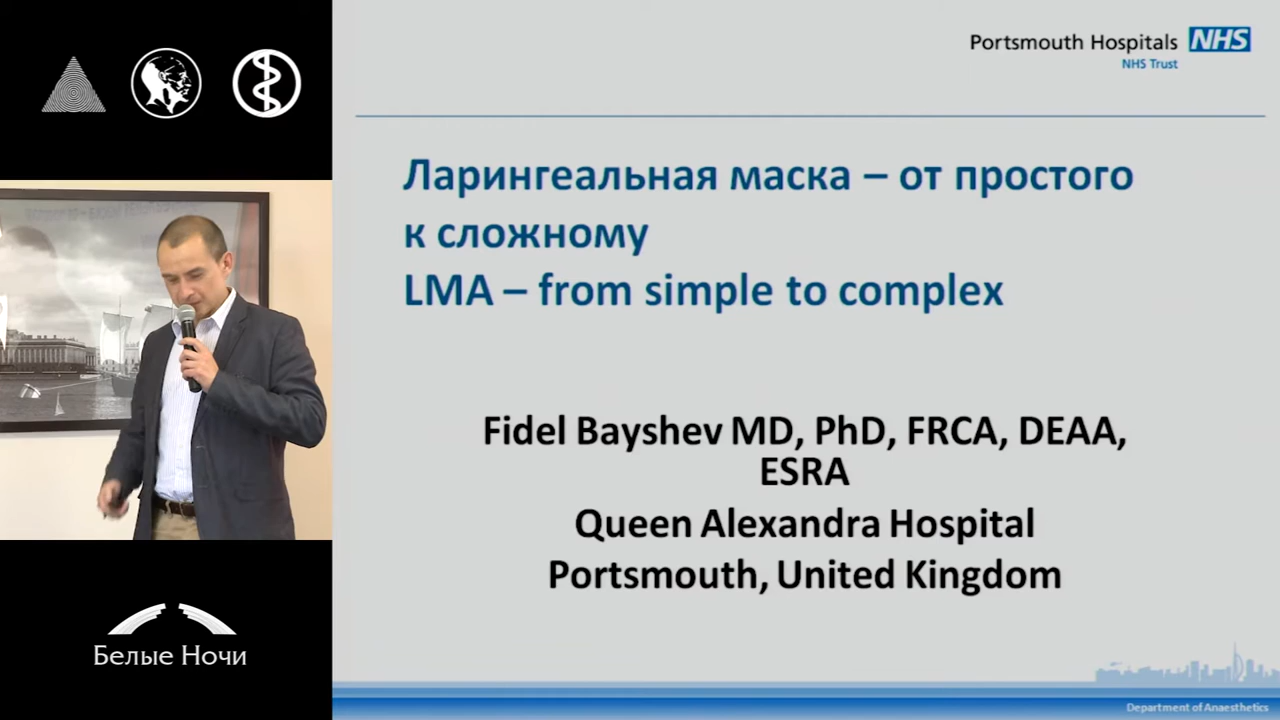 Portsmouth Hospitals NHS
NHS Trust
Ларингеальная маска – от простого
к сложному
LMA – from simple to complex
Fidel Bayshev MD, PhD, FRCA, DEAA,
ESRA
Queen Alexandra Hospital
Portsmouth, United Kingdom
Белые Ночи
Department of Anaesthetics